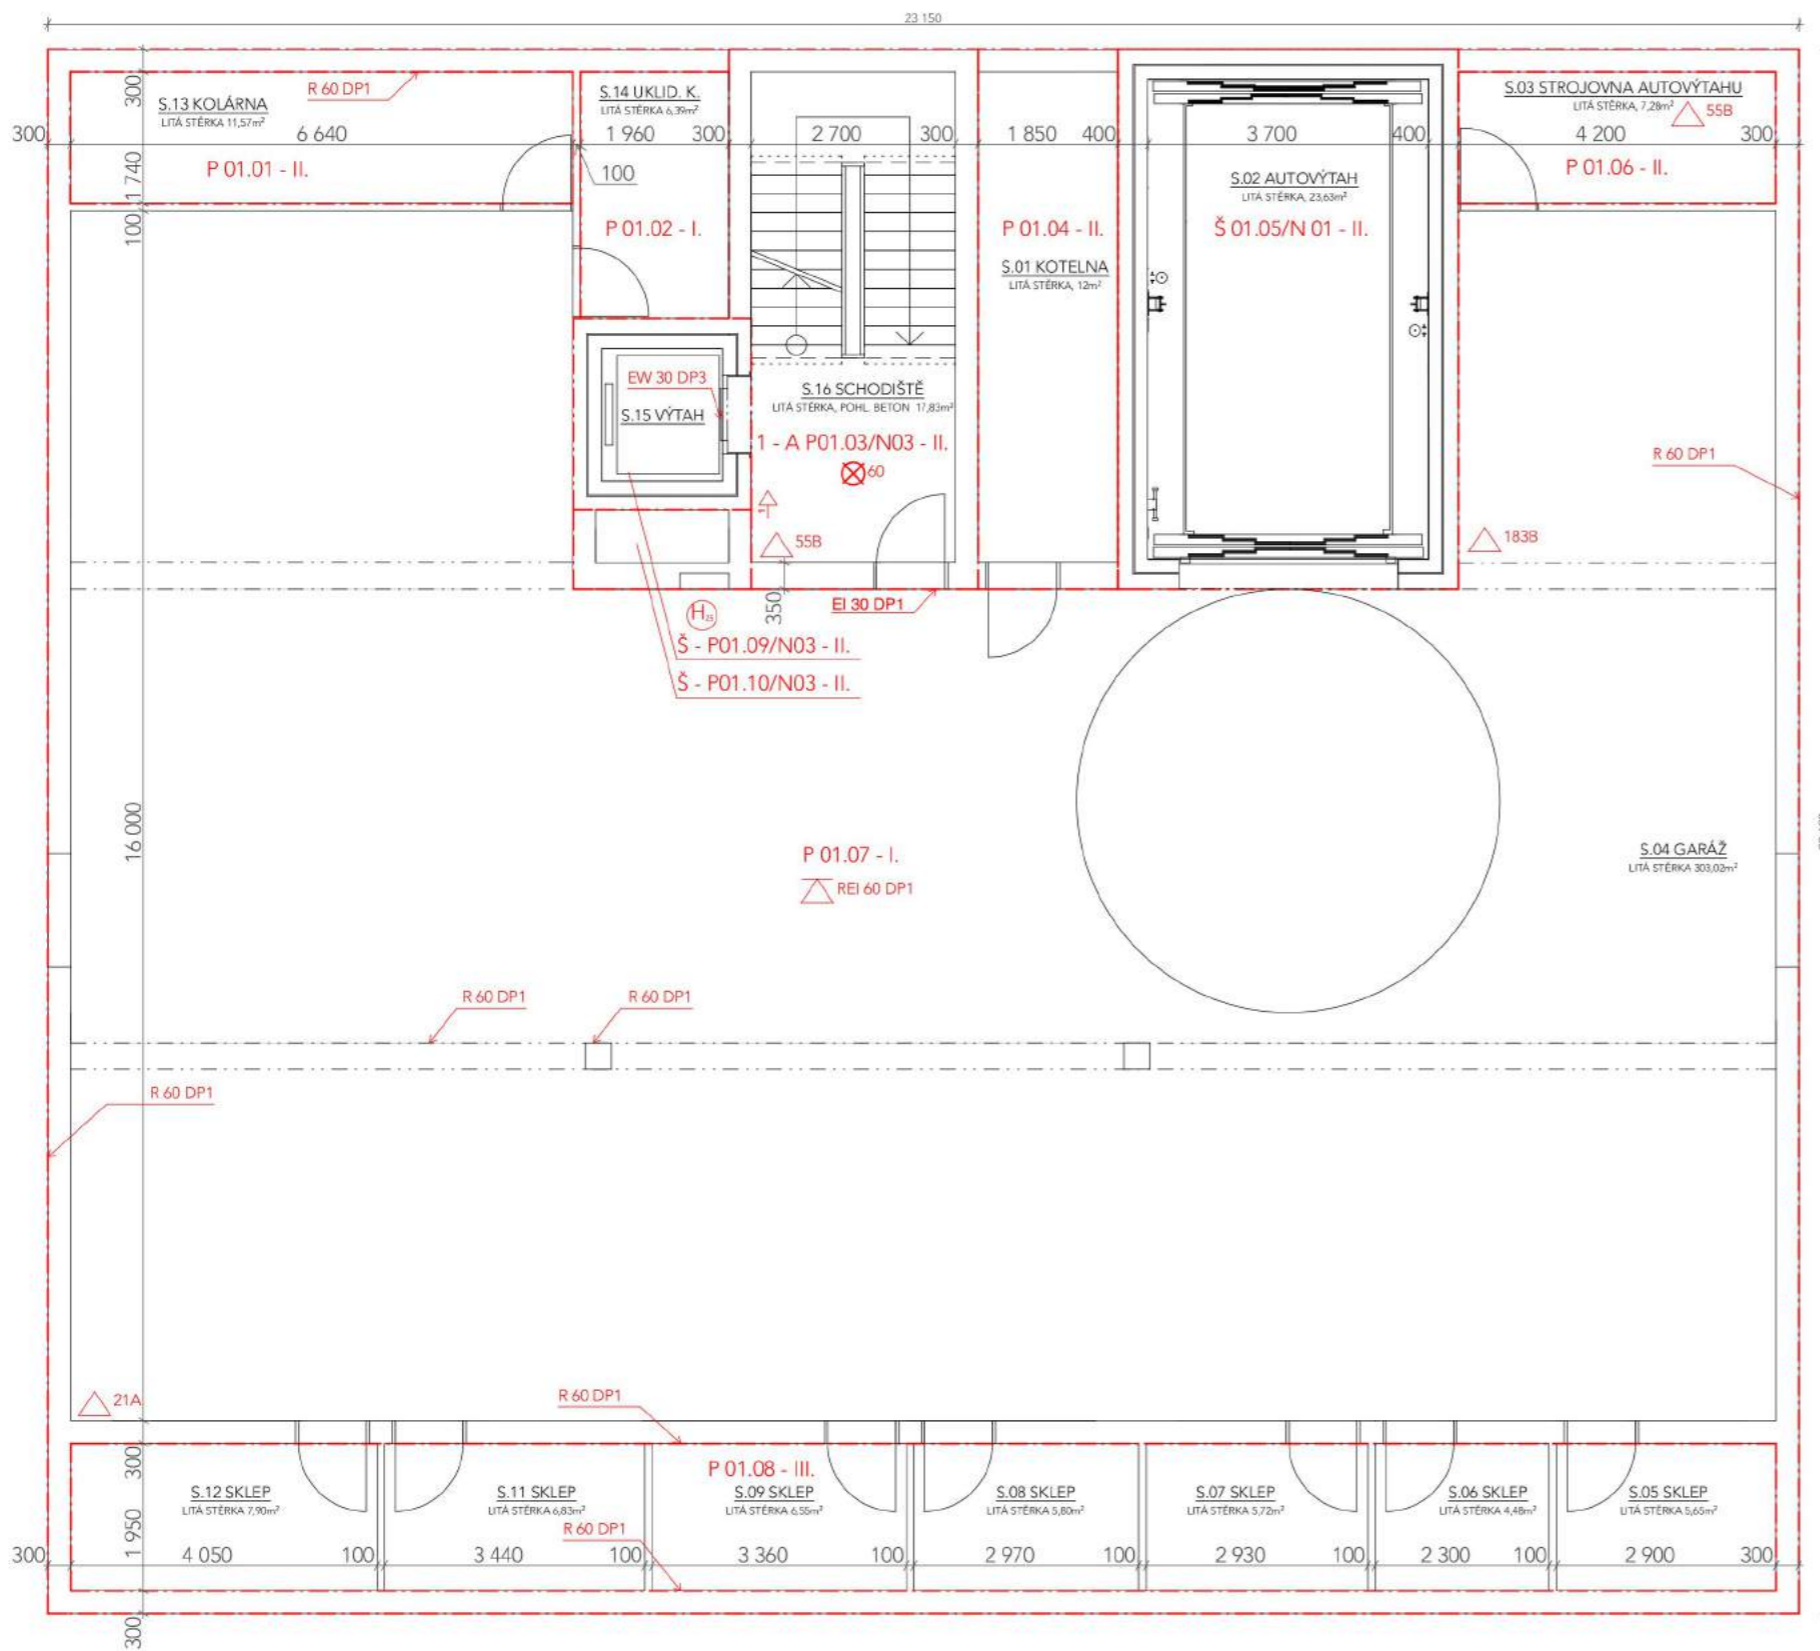 23 150
S.13 KOLÁRNA
LITÁ STĚRKA 11,57m²
R 60 DP1
S.14 UKLID. K.
LITÁ STĚRKA 6,39m²
S.03 STROJOVNA AUTOVÝTAHU
LITÁ STĚRKA, 7,28m²
55B
300
300
6 640
1 960
300
2 700
300
1 850
400
3 700
400
4 200
300
P 01.01 - II.
1 740
100
100
P 01.06 - II.
S.02 AUTOVÝTAH
LITÁ STĚRKA, 23,63m²
P 01.02 - I.
P 01.04 - II.
Š 01.05/N 01 - II.
S.01 KOTELNA
LITÁ STĚRKA, 12m²
EW 30 DP3
S.15 VÝTAH
S.16 SCHODIŠTĚ
LITÁ STĚRKA, POHL. BETON 17,83m²
1 - A P01.03/N03 - II.
60
R 60 DP1
1
55B
183B
350
EI 30 DP1
H25
Š - P01.09/N03 - II.
Š - P01.10/N03 - II.
16 000
P 01.07 - I.
REI 60 DP1
S.04 GARÁŽ
LITÁ STĚRKA 303,02m²
R 60 DP1
R 60 DP1
R 60 DP1
21A
R 60 DP1
300
P 01.08 - III.
S.12 SKLEP
LITÁ STĚRKA 7,90m²
S.11 SKLEP
LITÁ STĚRKA 6,83m²
S.09 SKLEP
LITÁ STĚRKA 6,55m²
S.08 SKLEP
LITÁ STĚRKA 5,80m²
S.07 SKLEP
LITÁ STĚRKA 5,72m²
S.06 SKLEP
LITÁ STĚRKA 4,48m²
S.05 SKLEP
LITÁ STĚRKA 5,65m²
R 60 DP1
1 950
300
4 050
100
3 440
100
3 360
100
2 970
100
2 930
100
2 300
100
2 900
300
300